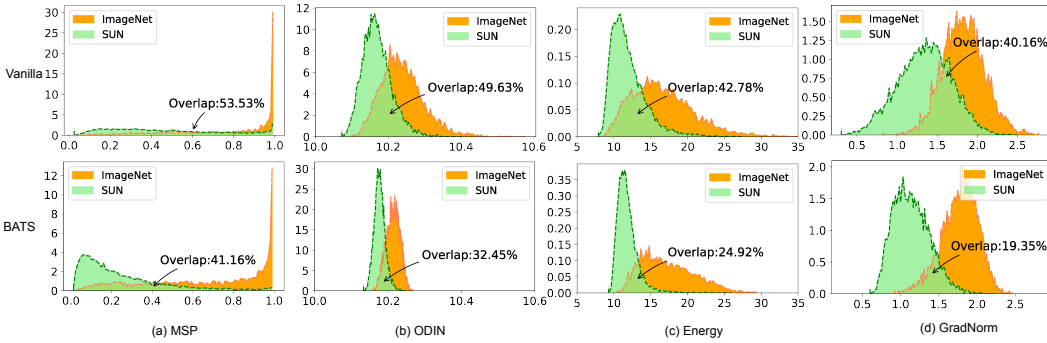 Vanilla
30
25
20
15
10
5
0
0.0 0.2 0.4 0.6 0.8 1.0
ImageNet
SUN
Overlap:53.53%
12
10
8
6
4
2
0
10.0 10.2 10.4 10.6
ImageNet
SUN
Overlap:49.63%
0.20
0.15
0.10
0.05
0.00
5 10 15 20 25 30 35
ImageNet
SUN
Overlap:42.78%
1.50
1.25
1.00
0.75
0.50
0.25
0.00
0.5 1.0 1.5 2.0 2.5
ImageNet
SUN
Overlap:40.16%
BATS
12
10
8
6
4
2
0
0.0 0.2 0.4 0.6 0.8 1.0
ImageNet
SUN
Overlap:41.16%
30
25
20
15
10
5
0
10.0 10.2 10.4 10.6
ImageNet
SUN
Overlap:32.45%
0.35
0.30
0.25
0.20
0.15
0.10
0.05
0.00
5 10 15 20 25 30 35
ImageNet
SUN
Overlap:24.92%
2.0
1.5
1.0
0.5
0.0
0.5 1.0 1.5 2.0 2.5
ImageNet
SUN
Overlap:19.35%
(a) MSP
(b) ODIN
(c) Energy
(d) GradNorm